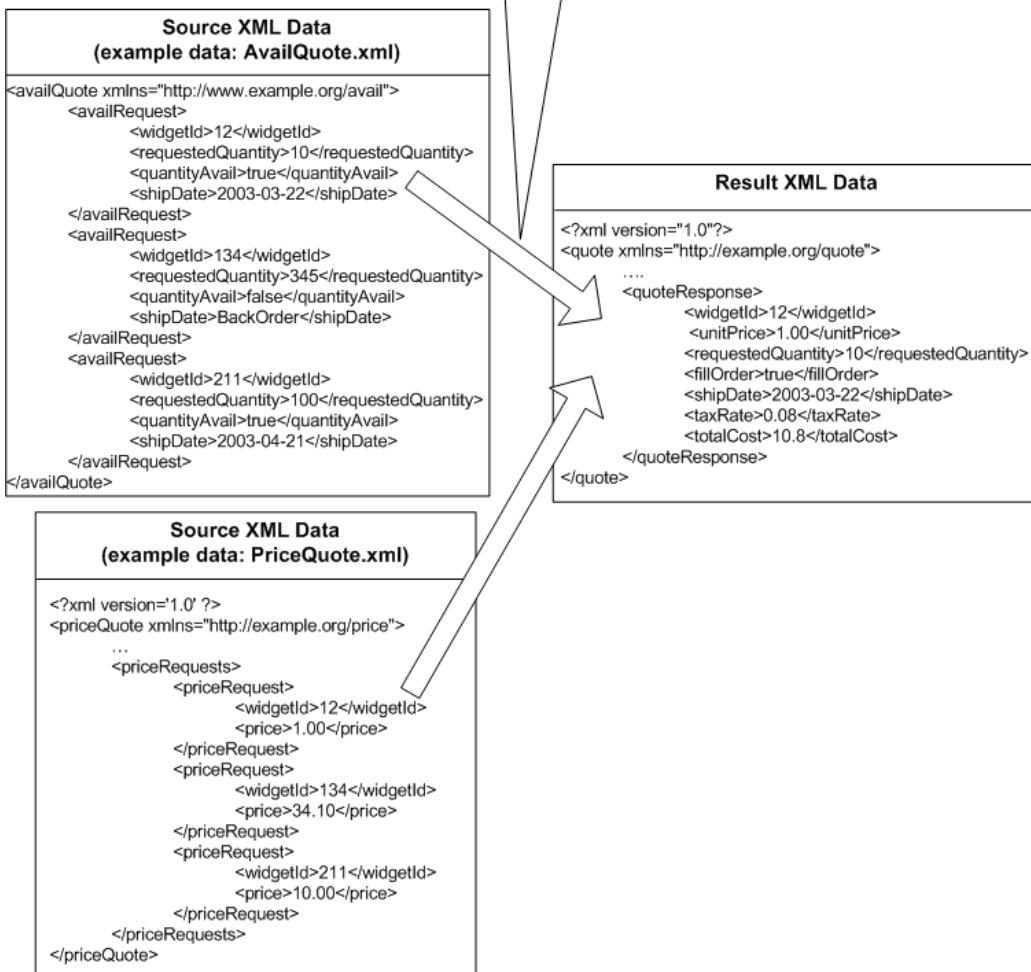 Source XML Data
(example data: AvailQuote.xml)
<availQuote xmlns="http://www.example.org/avail">
<availRequest>
<widgetId>12</widgetId>
<requestedQuantity>10</requestedQuantity>
<quantityAvail>true</quantityAvail>
<shipDate>2003-03-22</shipDate>
</availRequest>
<availRequest>
<widgetId>134</widgetId>
<requestedQuantity>345</requestedQuantity>
<quantityAvail>false</quantityAvail>
<shipDate>BackOrder</shipDate>
</availRequest>
<availRequest>
<widgetId>211</widgetId>
<requestedQuantity>100</requestedQuantity>
<quantityAvail>true</quantityAvail>
<shipDate>2003-04-21</shipDate>
</availRequest>
</availQuote>
Result XML Data
<?xml version="1.0"?>
<quote xmlns="http://example.org/quote">
....
<quoteResponse>
<widgetId>12</widgetId>
<unitPrice>1.00</unitPrice>
<requestedQuantity>10</requestedQuantity>
<fillOrder>true</fillOrder>
<shipDate>2003-03-22</shipDate>
<taxRate>0.08</taxRate>
<totalCost>10.8</totalCost>
</quoteResponse>
</quote>
Source XML Data
(example data: PriceQuote.xml)
<?xml version='1.0' ?>
<priceQuote xmlns="http://example.org/price">
...
<priceRequests>
<priceRequest>
<widgetId>12</widgetId>
<price>1.00</price>
</priceRequest>
<priceRequest>
<widgetId>134</widgetId>
<price>34.10</price>
</priceRequest>
<priceRequest>
<widgetId>211</widgetId>
<price>10.00</price>
</priceRequest>
</priceRequests>
</priceQuote>